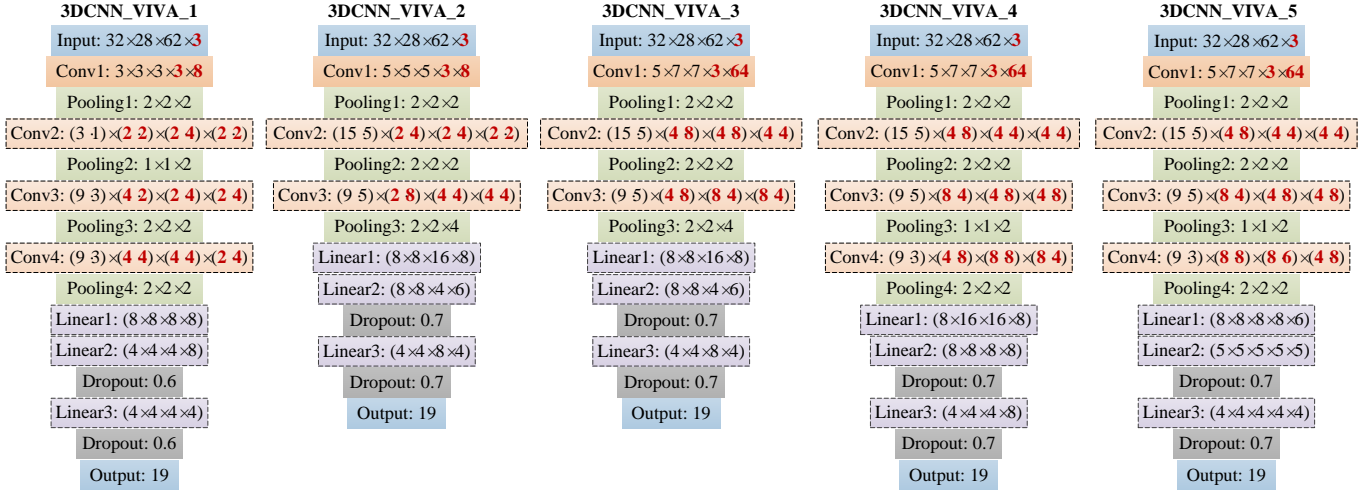 3DCNN_VIVA_1
Input: 32×28×62×3
Conv1: 3×3×3×3×8
Pooling1: 2×2×2
Conv2: (3 1)×(2 2)×(2 4)×(2 2)
Pooling2: 1×1×2
Conv3: (9 3)×(4 2)×(2 4)×(2 4)
Pooling3: 2×2×2
Conv4: (9 3)×(4 4)×(4 4)×(2 4)
Pooling4: 2×2×2
Linear1: (8×8×8×8)
Linear2: (4×4×4×8)
Dropout: 0.6
Linear3: (4×4×4×4)
Dropout: 0.6
Output: 19
3DCNN_VIVA_2
Input: 32×28×62×3
Conv1: 5×5×5×3×8
Pooling1: 2×2×2
Conv2: (15 5)×(2 4)×(2 4)×(2 2)
Pooling2: 2×2×2
Conv3: (9 5)×(2 8)×(4 4)×(4 4)
Pooling3: 2×2×4
Linear1: (8×8×16×8)
Linear2: (8×8×4×6)
Dropout: 0.7
Linear3: (4×4×8×4)
Dropout: 0.7
Output: 19
3DCNN_VIVA_3
Input: 32×28×62×3
Conv1: 5×7×7×3×64
Pooling1: 2×2×2
Conv2: (15 5)×(4 8)×(4 8)×(4 4)
Pooling2: 2×2×2
Conv3: (9 5)×(4 8)×(8 4)×(8 4)
Pooling3: 2×2×4
Linear1: (8×8×16×8)
Linear2: (8×8×4×6)
Dropout: 0.7
Linear3: (4×4×8×4)
Dropout: 0.7
Output: 19
3DCNN_VIVA_4
Input: 32×28×62×3
Conv1: 5×7×7×3×64
Pooling1: 2×2×2
Conv2: (15 5)×(4 8)×(4 4)×(4 4)
Pooling2: 2×2×2
Conv3: (9 5)×(8 4)×(4 8)×(4 8)
Pooling3: 1×1×2
Conv4: (9 3)×(4 8)×(8 8)×(8 4)
Pooling4: 2×2×2
Linear1: (8×16×16×8)
Linear2: (8×8×8×8)
Dropout: 0.7
Linear3: (4×4×4×8)
Dropout: 0.7
Output: 19
3DCNN_VIVA_5
Input: 32×28×62×3
Conv1: 5×7×7×3×64
Pooling1: 2×2×2
Conv2: (15 5)×(4 8)×(4 4)×(4 4)
Pooling2: 2×2×2
Conv3: (9 5)×(8 4)×(4 8)×(4 8)
Pooling3: 1×1×2
Conv4: (9 3)×(8 8)×(8 6)×(4 8)
Pooling4: 2×2×2
Linear1: (8×8×8×8×6)
Linear2: (5×5×5×5×5)
Dropout: 0.7
Linear3: (4×4×4×4×4)
Dropout: 0.7
Output: 19